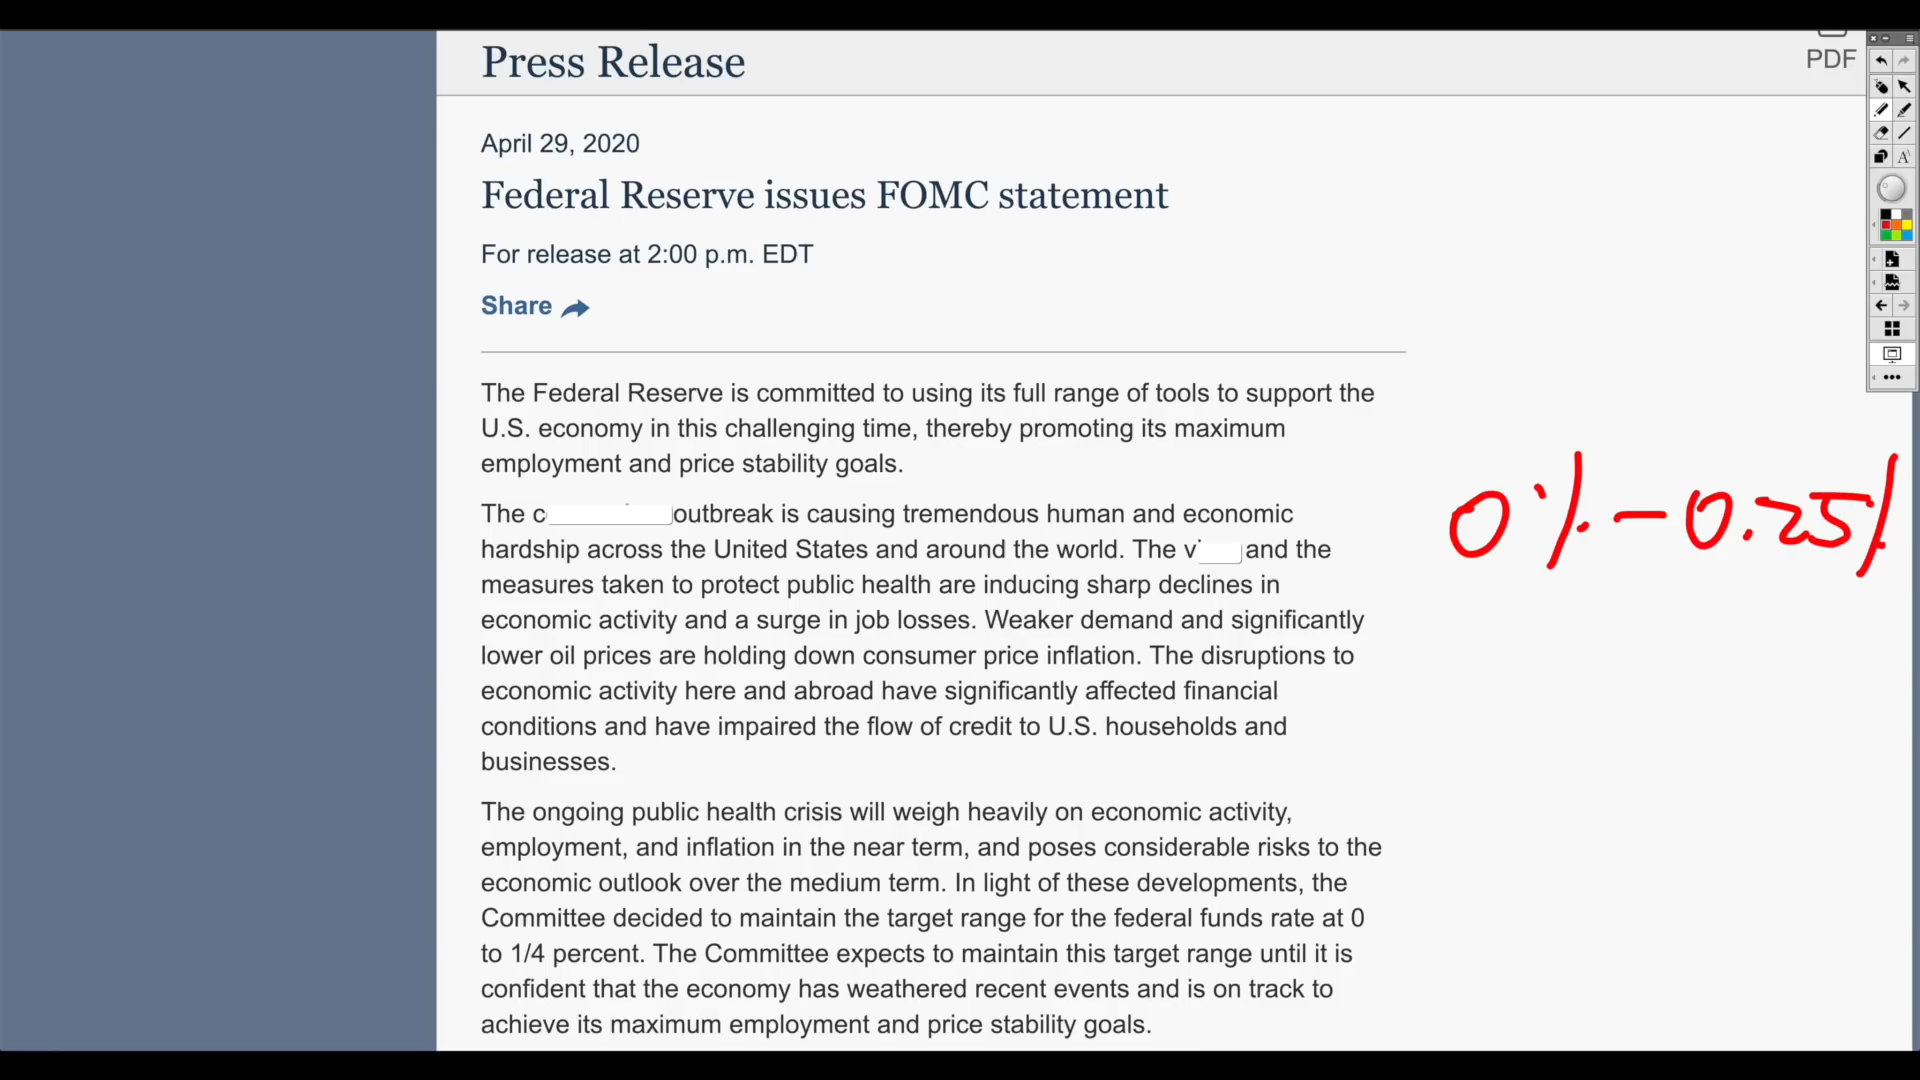 Press Release
PDF
April 29, 2020
Federal Reserve issues FOMC statement
For release at 2:00 p.m. EDT
Share
The Federal Reserve is committed to using its full range of tools to support the
U.S. economy in this challenging time, thereby promoting its maximum
employment and price stability goals.
The c outbreak is causing tremendous human and economic
hardship across the United States and around the world. The v and the
measures taken to protect public health are inducing sharp declines in
economic activity and a surge in job losses. Weaker demand and significantly
lower oil prices are holding down consumer price inflation. The disruptions to
economic activity here and abroad have significantly affected financial
conditions and have impaired the flow of credit to U.S. households and
businesses.
0% - 0.25%
The ongoing public health crisis will weigh heavily on economic activity,
employment, and inflation in the near term, and poses considerable risks to the
economic outlook over the medium term. In light of these developments, the
Committee decided to maintain the target range for the federal funds rate at 0
to 1/4 percent. The Committee expects to maintain this target range until it is
confident that the economy has weathered recent events and is on track to
achieve its maximum employment and price stability goals.